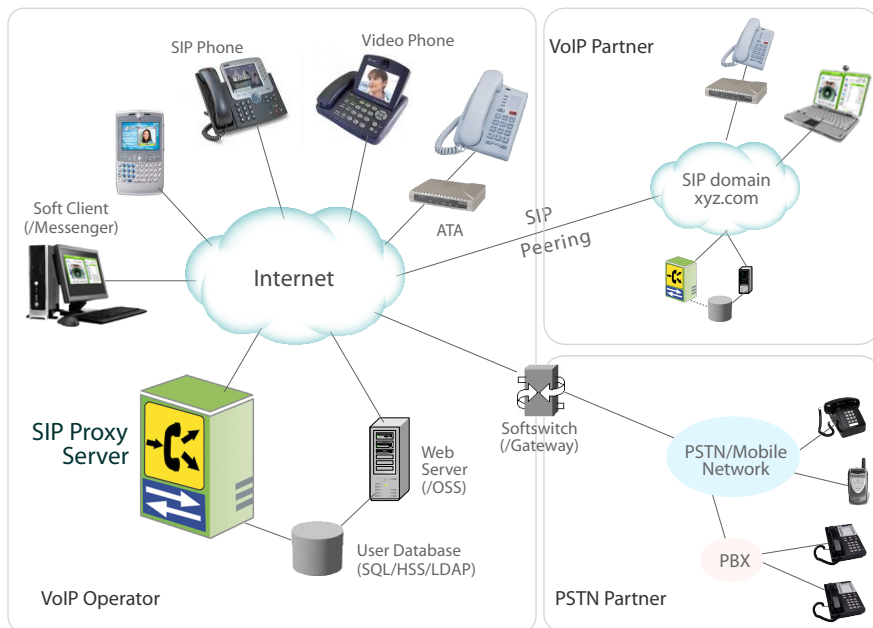 SIP Phone
Video Phone
VoIP Partner
Soft Client
(/Messenger)
ATA
SIP
Peering
SIP domain
xyz.com
Internet
SIP Proxy
Server
Web
Server
(/OSS)
Softswitch
(/Gateway)
PSTN/Mobile
Network
User Database
(SQL/HSS/LDAP)
PBX
VoIP Operator
PSTN Partner